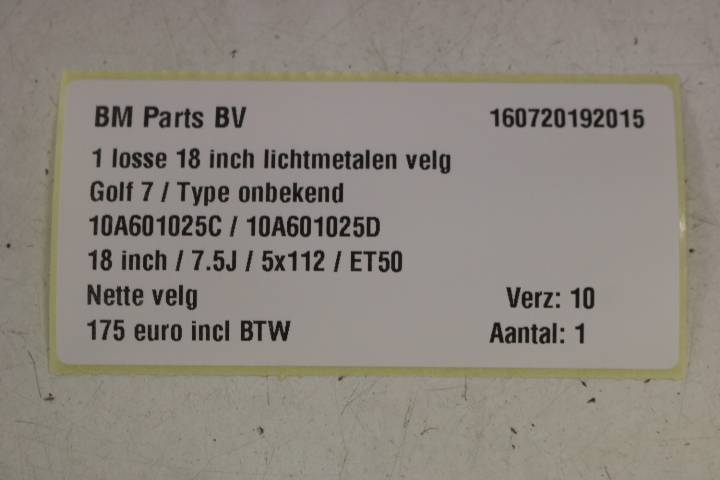 BM Parts BV 160720192015
1 losse 18 inch lichtmetalen velg
Golf 7 / Type onbekend
10A601025C / 10A601025D
18 inch / 7.5J / 5x112 / ET50
Nette velg Verz: 10
175 euro incl BTW Aantal: 1